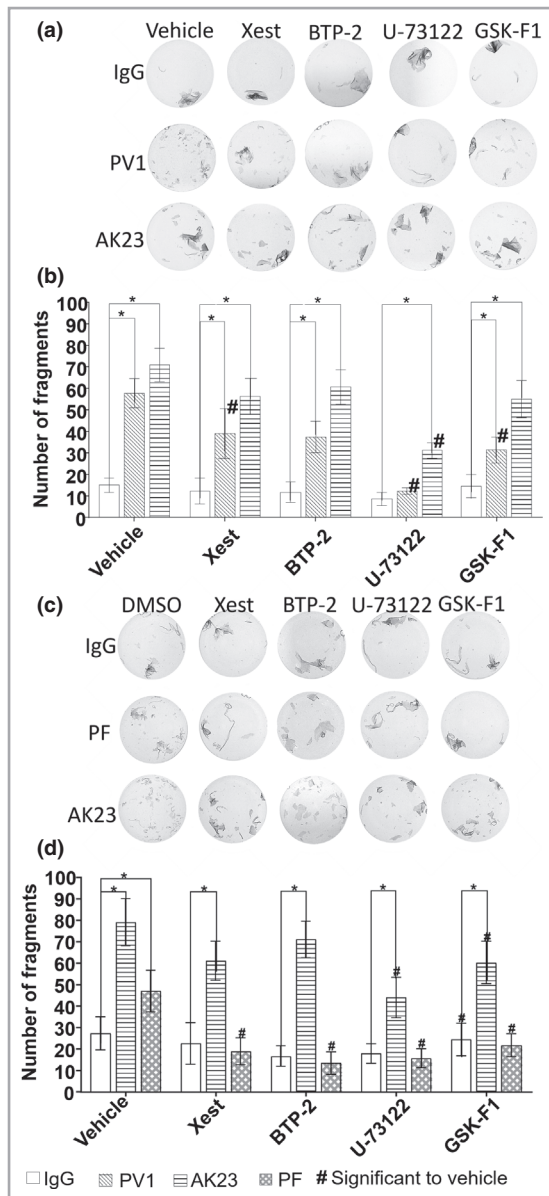 (a)
Vehicle Xest BTP-2 U-73122 GSK-F1
IgG
PV1
AK23
(b)
Number of fragments
100
90
80
70
60
50
40
30
20
10
0
* * * * * * * * *
# # # #
Vehicle Xest BTP-2 U-73122 GSK-F1
(c)
DMSO Xest BTP-2 U-73122 GSK-F1
IgG
PF
AK23
(d)
Number of fragments
100
90
80
70
60
50
40
30
20
10
0
* * * * * *
# # # # # # #
Vehicle Xest BTP-2 U-73122 GSK-F1
IgG PV1 AK23 PF # Significant to vehicle